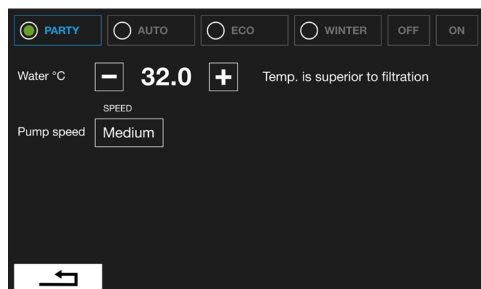 PARTY AUTO ECO WINTER OFF ON
Water °C − 32.0 + Temp. is superior to filtration
SPEED
Pump speed Medium